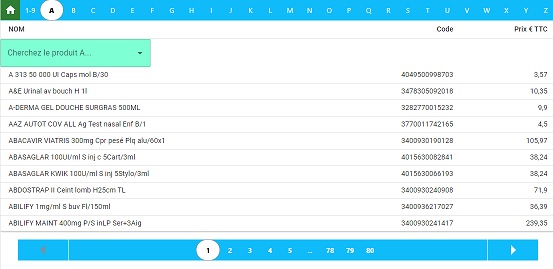 1-9 A B C D E F G H I J K L M N O P Q R S T U V W X Y Z
NOM Code Prix € TTC
Cherchez le produit A...
A 313 50 000 UI Caps mol B/30 4049500998703 3,57
A&E Urinal av bouch H 1l 3478305092018 10,35
A-DERMA GEL DOUCHE SURGRAS 500ML 3282770015232 9,9
AAZ AUTOT COV ALL Ag Test nasal Enf B/1 3770011742165 4,5
ABACAVIR VIATRIS 300mg Cpr pesé Plq alu/60x1 3400930190128 105,97
ABASAGLAR 100UI/ml S inj c 5Cart/3ml 4015630082841 38,24
ABASAGLAR KWIK 100U/ml S inj 5Stylo/3ml 4015630066193 38,24
ABDOSTRAP II Ceint lomb H25cm TL 3400930240908 71,9
ABILIFY 1mg/ml S buv Fl/150ml 3400936217027 36,39
ABILIFY MAINT 400mg P/S inLP Ser+3Aig 3400930241417 239,35
1 2 3 4 5 ... 78 79 80